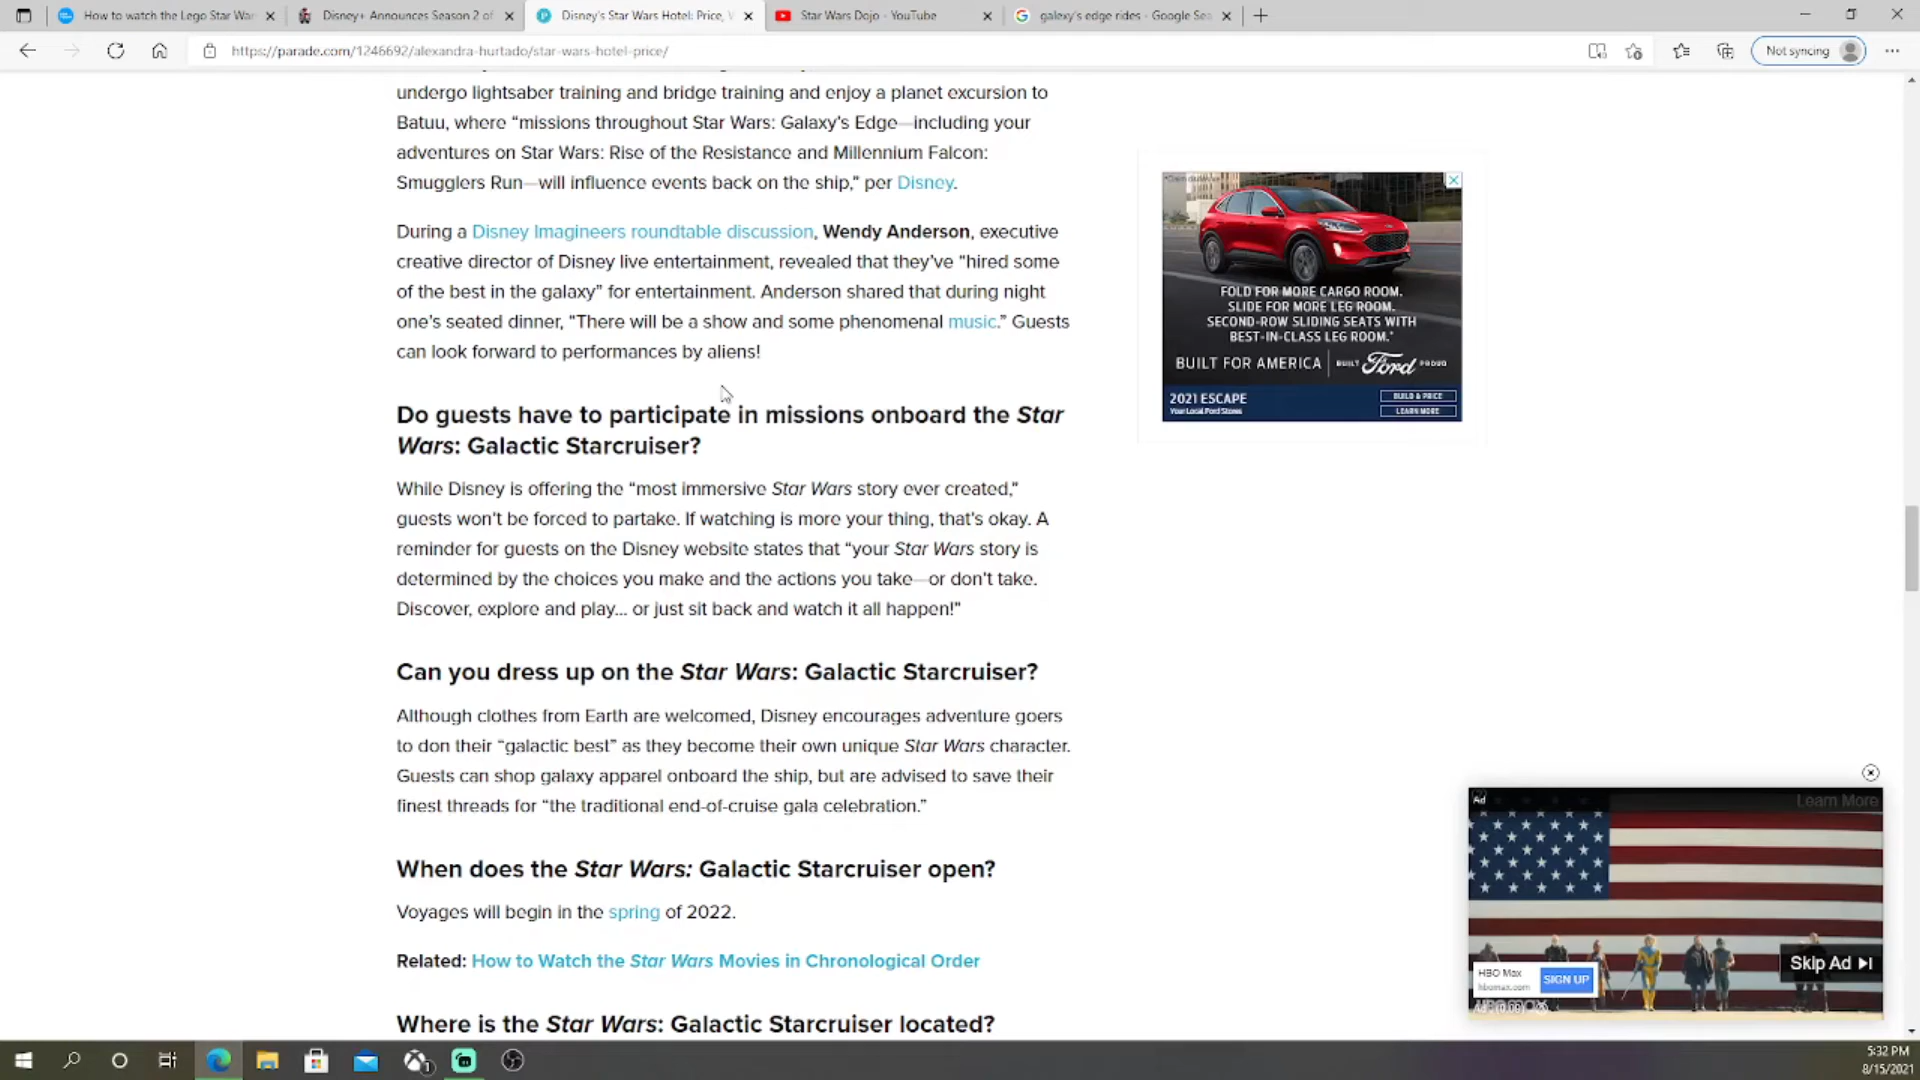 How to watch the Lego Star War
Disney+ Announces Season 2 of
Disney's Star Wars Hotel: Price, V
Star Wars Dojo - YouTube
galexy's edge rides - Google Sea
https://parade.com/1246692/alexandra-hurtado/star-wars-hotel-price/
Not syncing
undergo lightsaber training and bridge training and enjoy a planet excursion to
Batuu, where “missions throughout Star Wars: Galaxy’s Edge—including your
adventures on Star Wars: Rise of the Resistance and Millennium Falcon:
Smugglers Run—will influence events back on the ship,” per Disney.
During a Disney Imagineers roundtable discussion, Wendy Anderson, executive
creative director of Disney live entertainment, revealed that they’ve “hired some
of the best in the galaxy” for entertainment. Anderson shared that during night
one’s seated dinner, “There will be a show and some phenomenal music.” Guests
can look forward to performances by aliens!
Do guests have to participate in missions onboard the Star
Wars: Galactic Starcruiser?
While Disney is offering the “most immersive Star Wars story ever created,”
guests won’t be forced to partake. If watching is more your thing, that’s okay. A
reminder for guests on the Disney website states that “your Star Wars story is
determined by the choices you make and the actions you take—or don’t take.
Discover, explore and play... or just sit back and watch it all happen!”
Can you dress up on the Star Wars: Galactic Starcruiser?
Although clothes from Earth are welcomed, Disney encourages adventure goers
to don their “galactic best” as they become their own unique Star Wars character.
Guests can shop galaxy apparel onboard the ship, but are advised to save their
finest threads for “the traditional end-of-cruise gala celebration.”
When does the Star Wars: Galactic Starcruiser open?
Voyages will begin in the spring of 2022.
Related: How to Watch the Star Wars Movies in Chronological Order
Where is the Star Wars: Galactic Starcruiser located?
FOLD FOR MORE CARGO ROOM.
SLIDE FOR MORE LEG ROOM.
SECOND-ROW SLIDING SEATS WITH
BEST-IN-CLASS LEG ROOM.*
BUILT FOR AMERICA
BUILT Ford PROUD
2021 ESCAPE
Your Local Ford Stores
BUILD & PRICE
LEARN MORE
Ad
Learn More
Skip Ad
HBO Max
hbomax.com
SIGN UP
1
5:32 PM
8/15/2021